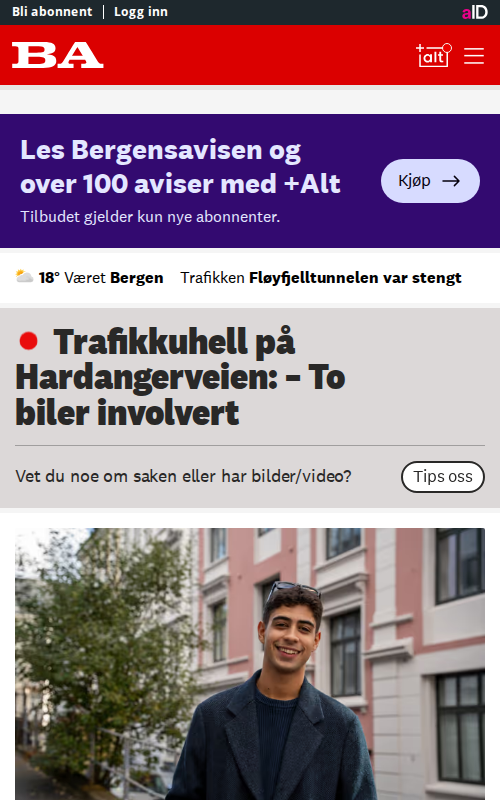 Bli abonnent | Logg inn
aID
BA
+alt
Les Bergensavisen og
over 100 aviser med +Alt
Tilbudet gjelder kun nye abonnenter.
Kjøp →
18° Været Bergen Trafikken Fløyfjelltunnelen var stengt
Trafikkuhell på
Hardangerveien: – To
biler involvert
Vet du noe om saken eller har bilder/video?
Tips oss